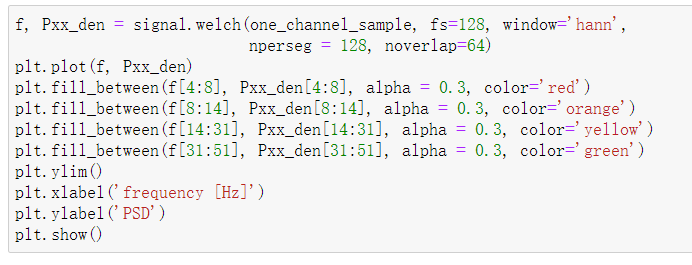 f, Pxx_den = signal.welch(one_channel_sample, fs=128, window='hann',
nperseg = 128, noverlap=64)
plt.plot(f, Pxx_den)
plt.fill_between(f[4:8], Pxx_den[4:8], alpha = 0.3, color='red')
plt.fill_between(f[8:14], Pxx_den[8:14], alpha = 0.3, color='orange')
plt.fill_between(f[14:31], Pxx_den[14:31], alpha = 0.3, color='yellow')
plt.fill_between(f[31:51], Pxx_den[31:51], alpha = 0.3, color='green')
plt.ylim()
plt.xlabel('frequency [Hz]')
plt.ylabel('PSD')
plt.show()